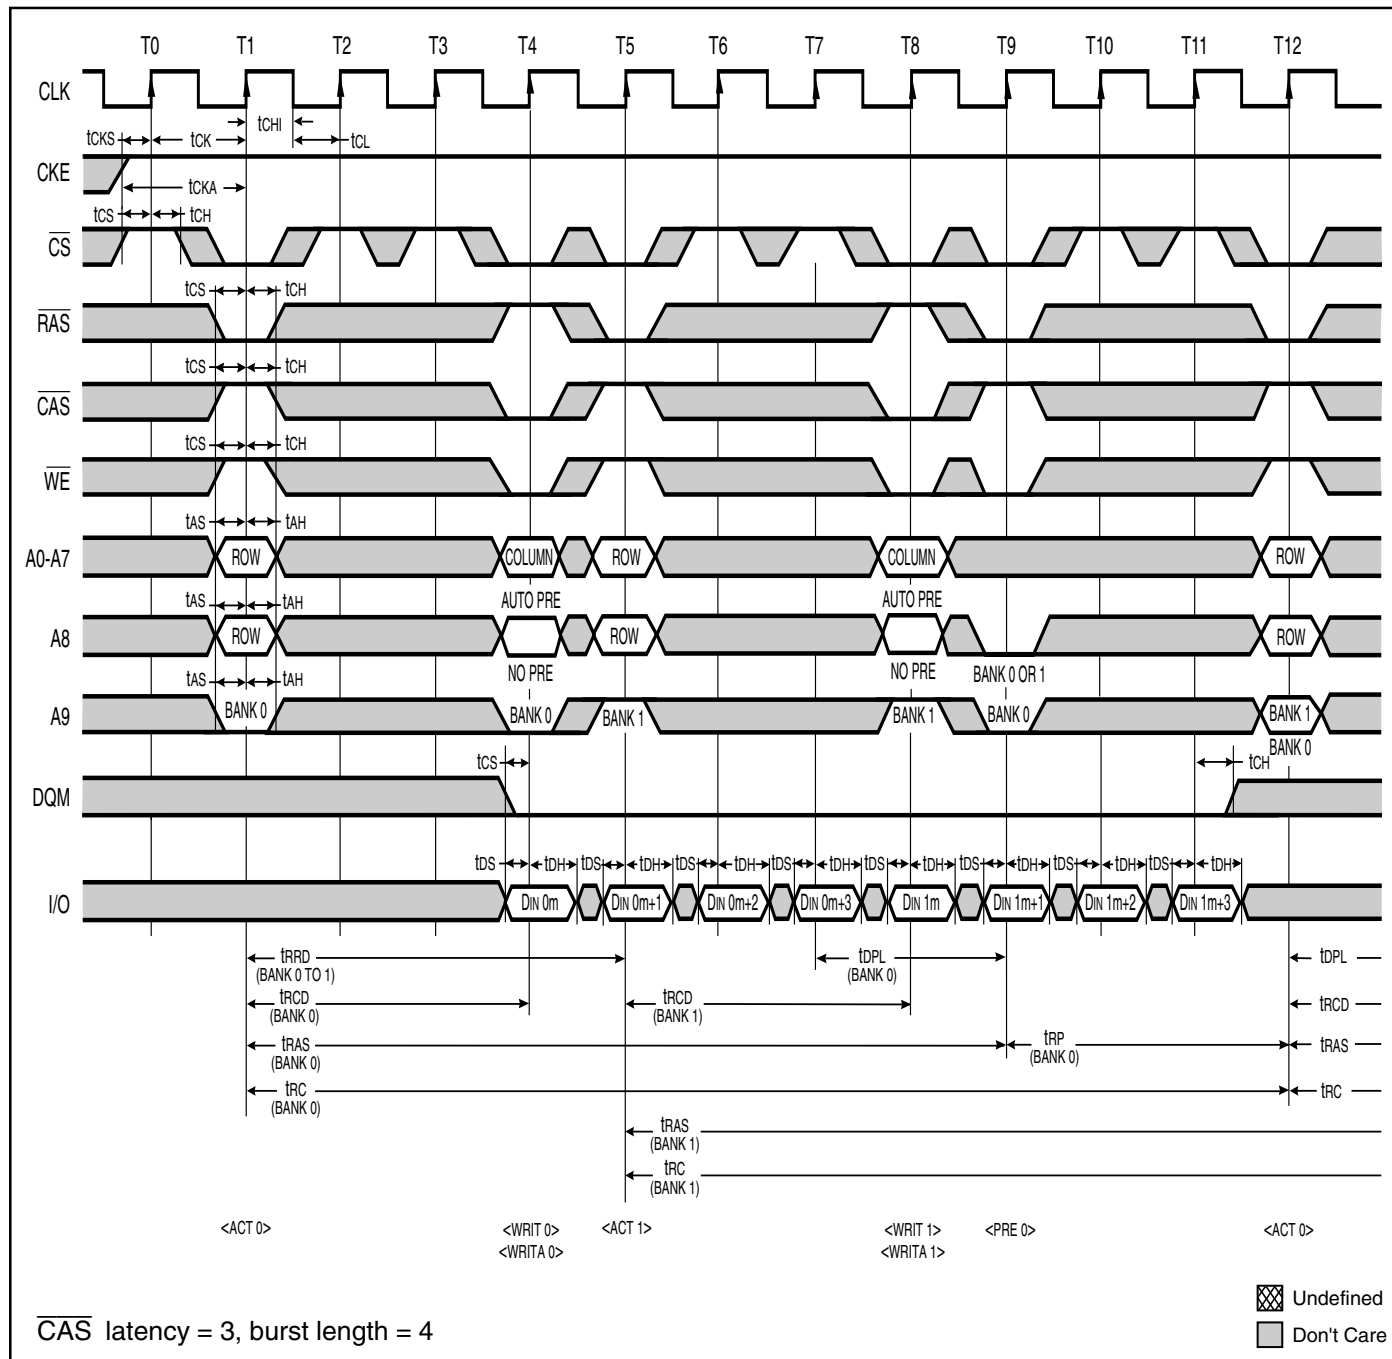 T0 T1 T2 T3 T4 T5 T6 T7 T8 T9 T10 T11 T12
CLK
tCHI
tCKS tCK tCL
CKE
tCKA
tCS tCH
CS
tCS tCH
RAS
tCS tCH
CAS
tCS tCH
WE
tAS tAH
A0-A7 ROW COLUMN ROW COLUMN ROW
tAS tAH AUTO PRE AUTO PRE
A8 ROW ROW ROW
NO PRE NO PRE BANK 0 OR 1
tAS tAH
A9 BANK 0 BANK 0 BANK 1 BANK 1 BANK 0 BANK 1
BANK 0
tCS tCH
DQM
tDS tDH tDS tDH tDS tDH tDS tDH tDS tDH tDS tDH tDS tDH tDS tDH
I/O DIN 0m DIN 0m+1 DIN 0m+2 DIN 0m+3 DIN 1m DIN 1m+1 DIN 1m+2 DIN 1m+3
tRRD tDPL tDPL
(BANK 0 TO 1) (BANK 0)
tRCD tRCD tRCD
(BANK 0) (BANK 1)
tRAS tRP tRAS
(BANK 0) (BANK 0)
tRC tRC
(BANK 0)
tRAS
(BANK 1)
tRC
(BANK 1)
<ACT 0> <WRIT 0> <ACT 1> <WRIT 1> <PRE 0> <ACT 0>
<WRITA 0> <WRITA 1>
Undefined
CAS latency = 3, burst length = 4
Don't Care